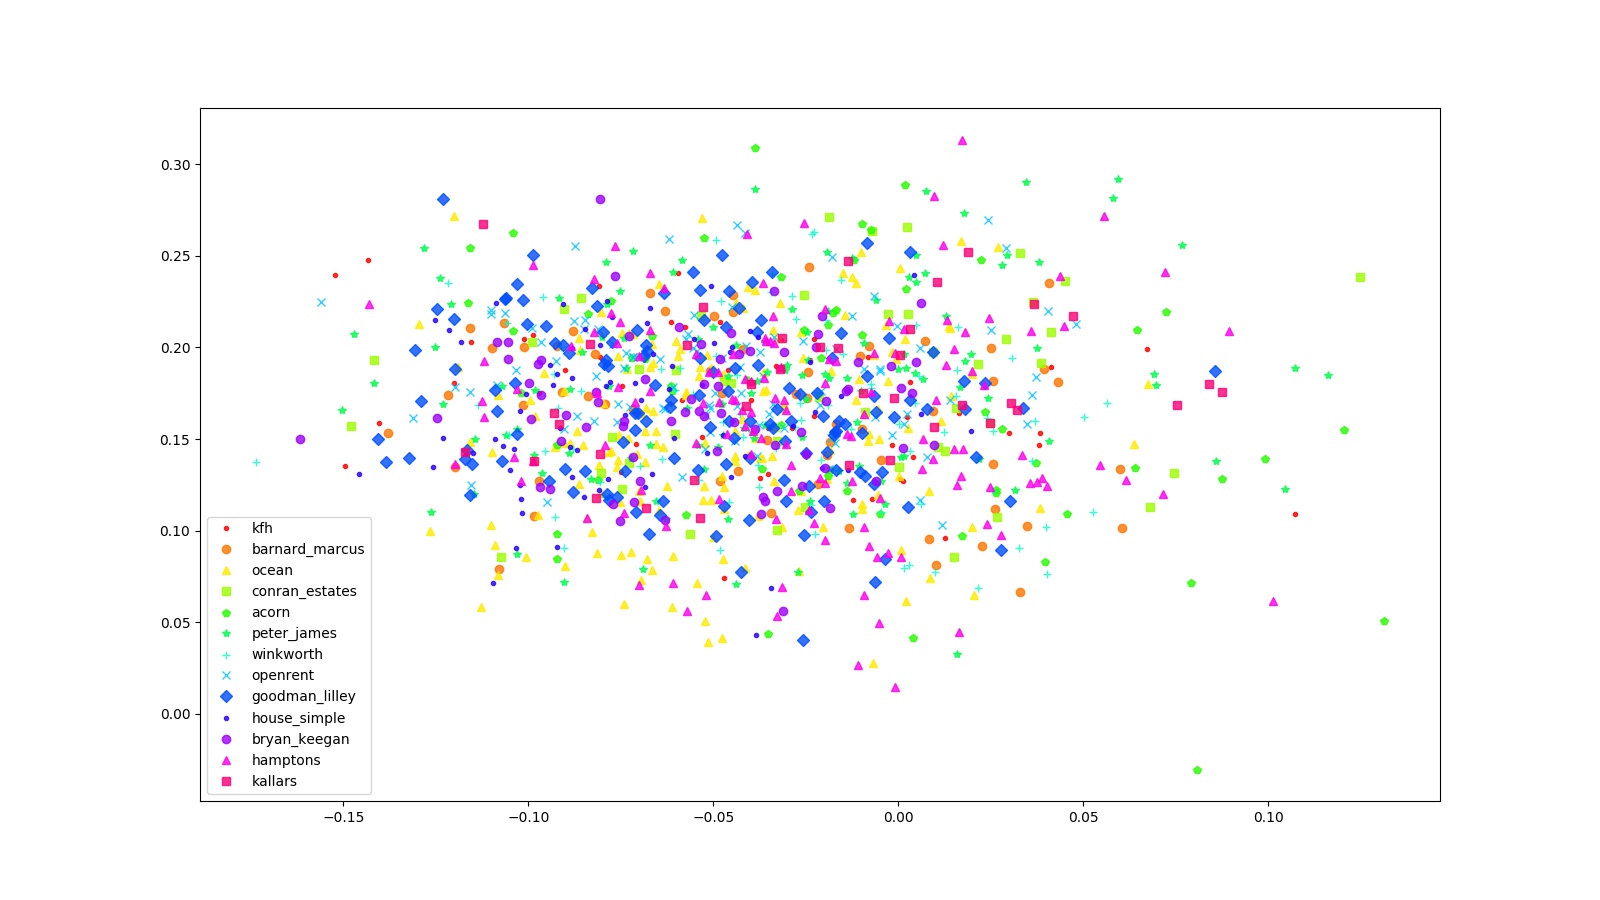 0.30
0.25
0.20
0.15
0.10
0.05
0.00
kfh
barnard_marcus
ocean
conran_estates
acorn
peter_james
winkworth
openrent
goodman_lilley
house_simple
bryan_keegan
hamptons
kallars
−0.15 −0.10 −0.05 0.00 0.05 0.10